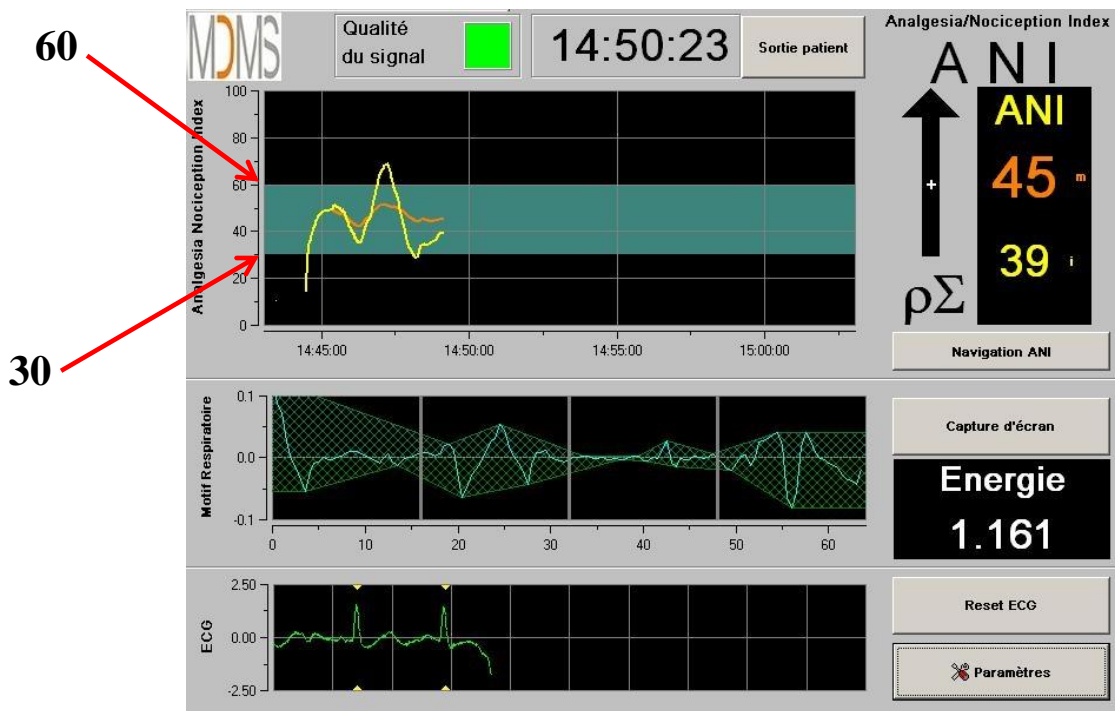 60
30
MDMS
Qualité
du signal
14:50:23
Sortie patient
Analgesia/Nociception Index
ANI
ANI
45 m
39 i
ρΣ
+
Navigation ANI
Analgesia Nociception Index
100
80
60
40
20
0
14:45:00
14:50:00
14:55:00
15:00:00
Motif Respiratoire
0.1
0.0
-0.1
0
10
20
30
40
50
60
Capture d'écran
Energie
1.161
ECG
2.50
0.00
-2.50
Reset ECG
Paramètres